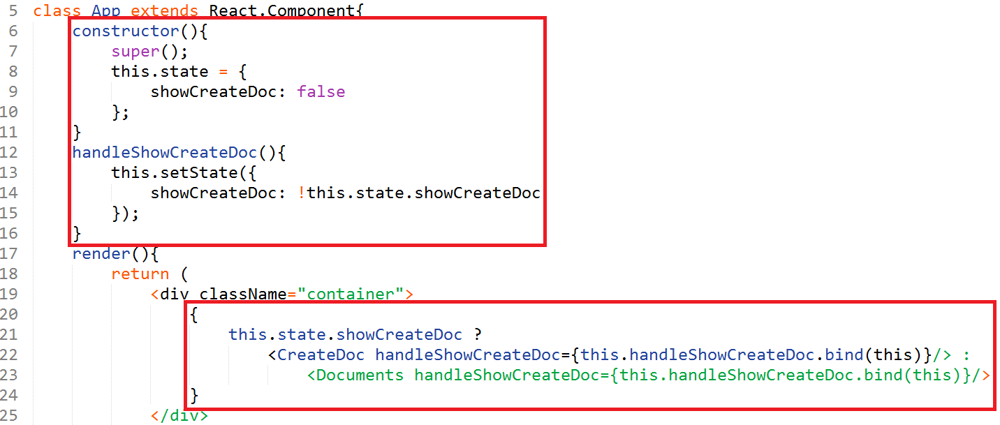 5 class App extends React.Component{
6 constructor(){
7 super();
8 this.state = {
9 showCreateDoc: false
10 };
11 }
12 handleShowCreateDoc(){
13 this.setState({
14 showCreateDoc: !this.state.showCreateDoc
15 });
16 }
17 render(){
18 return (
19 <div className="container">
20 {
21 this.state.showCreateDoc ?
22 <CreateDoc handleShowCreateDoc={this.handleShowCreateDoc.bind(this)}/> :
23 <Documents handleShowCreateDoc={this.handleShowCreateDoc.bind(this)}/>
24 }
25 </div>